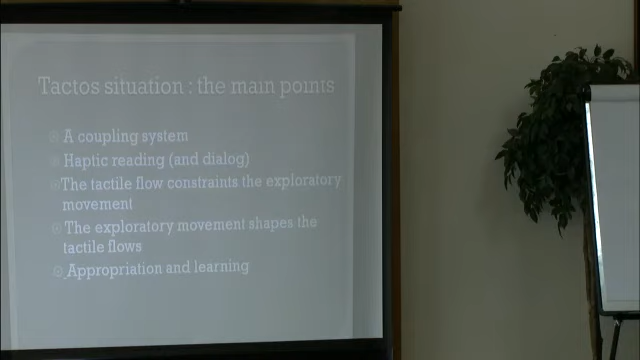 Tactos situation : the main points
A coupling system
Haptic reading (and dialog)
The tactile flow constraints the exploratory
movement
The exploratory movement shapes the
tactile flows
Appropriation and learning